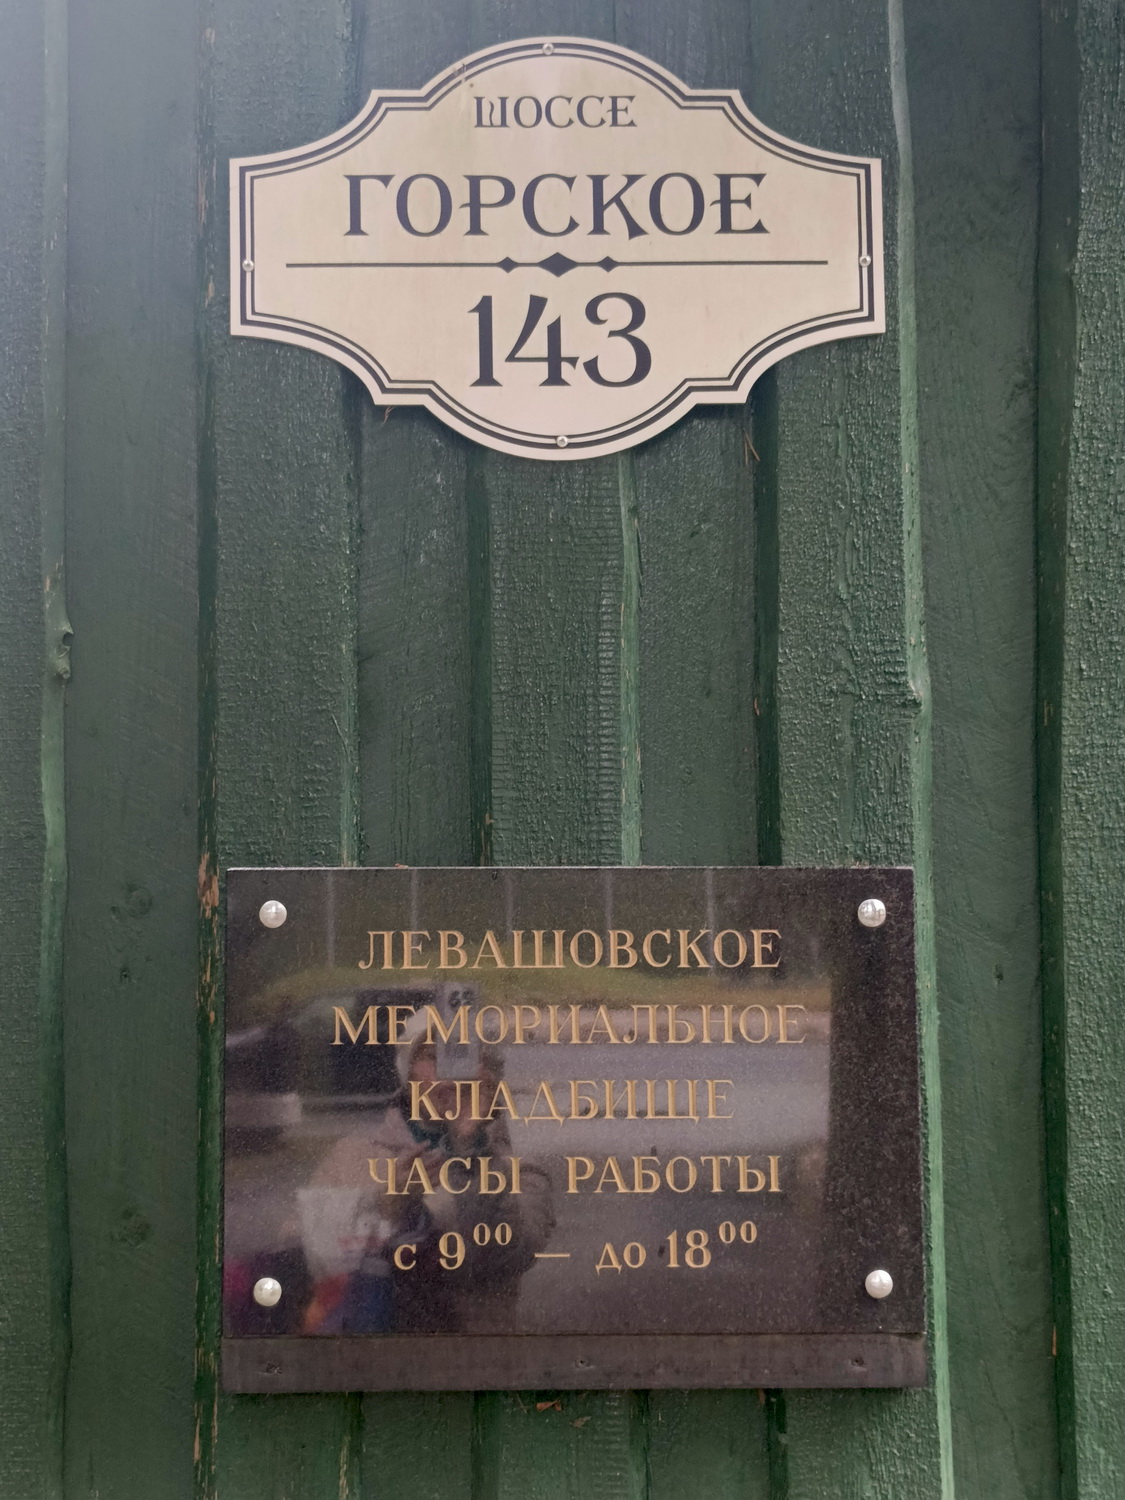 ШОССЕ
ГОРСКОЕ
143
ЛЕВАШОВСКОЕ
МЕМОРИАЛЬНОЕ
КЛАДБИЩЕ
ЧАСЫ РАБОТЫ
с 9⁰⁰ — до 18⁰⁰